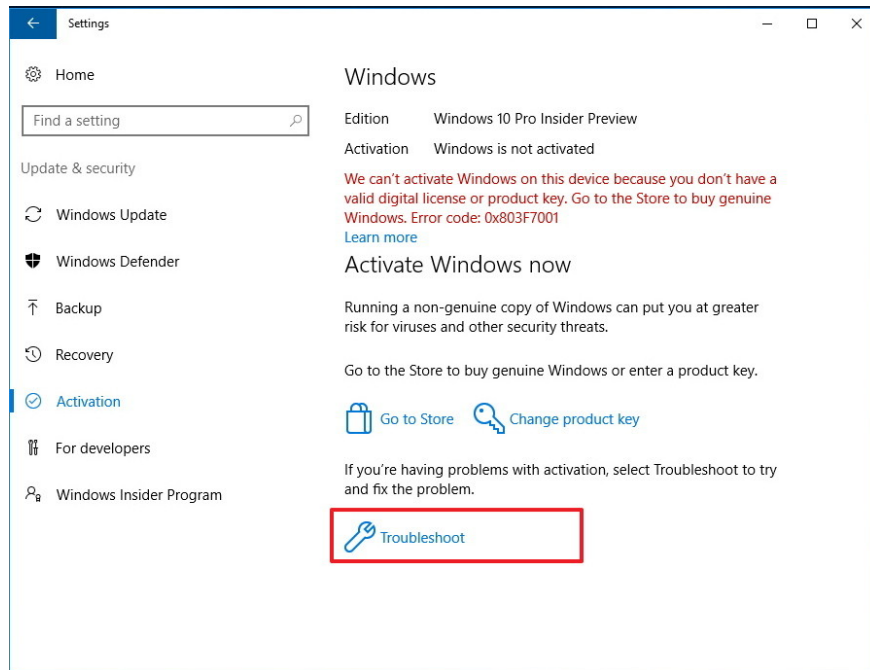 Settings
Home
Find a setting
Update & security
Windows Update
Windows Defender
Backup
Recovery
Activation
For developers
Windows Insider Program
Windows
Edition Windows 10 Pro Insider Preview
Activation Windows is not activated
We can't activate Windows on this device because you don't have a
valid digital license or product key. Go to the Store to buy genuine
Windows. Error code: 0x803F7001
Learn more
Activate Windows now
Running a non-genuine copy of Windows can put you at greater
risk for viruses and other security threats.
Go to the Store to buy genuine Windows or enter a product key.
Go to Store Change product key
If you're having problems with activation, select Troubleshoot to try
and fix the problem.
Troubleshoot